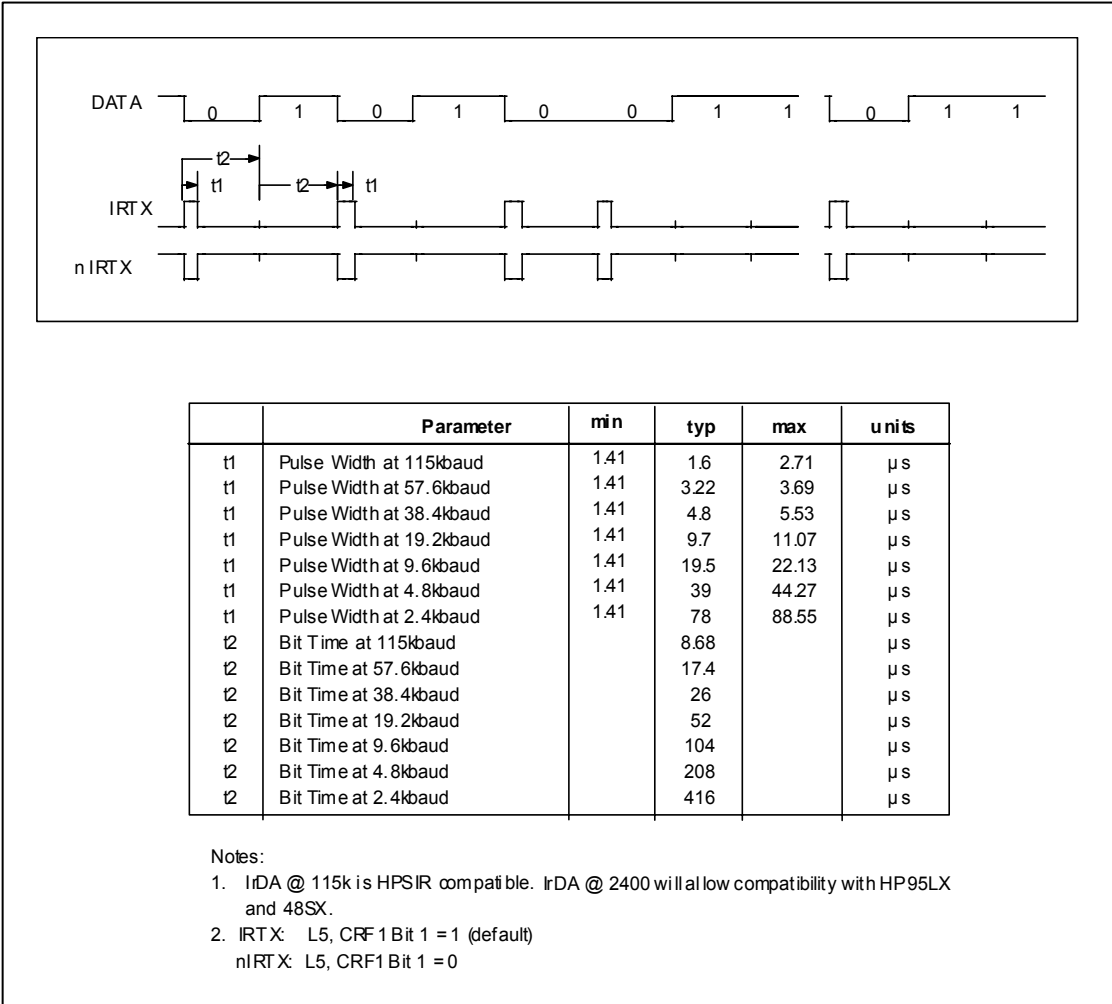 DATA 0 1 0 1 0 0 1 1 0 1 1
t2
t1 t2 t1
IRTX
nIRTX
Parameter min typ max units
t1 Pulse Width at 115kbaud 1.41 1.6 2.71 µs
t1 Pulse Width at 57.6kbaud 1.41 3.22 3.69 µs
t1 Pulse Width at 38.4kbaud 1.41 4.8 5.53 µs
t1 Pulse Width at 19.2kbaud 1.41 9.7 11.07 µs
t1 Pulse Width at 9.6kbaud 1.41 19.5 22.13 µs
t1 Pulse Width at 4.8kbaud 1.41 39 44.27 µs
t1 Pulse Width at 2.4kbaud 1.41 78 88.55 µs
t2 Bit Time at 115kbaud 8.68 µs
t2 Bit Time at 57.6kbaud 17.4 µs
t2 Bit Time at 38.4kbaud 26 µs
t2 Bit Time at 19.2kbaud 52 µs
t2 Bit Time at 9.6kbaud 104 µs
t2 Bit Time at 4.8kbaud 208 µs
t2 Bit Time at 2.4kbaud 416 µs
Notes:
1. IrDA @ 115k is HPSIR compatible. IrDA @ 2400 will allow compatibility with HP95LX
and 48SX.
2. IRTX: L5, CRF1 Bit 1 = 1 (default)
nIRTX: L5, CRF1 Bit 1 = 0